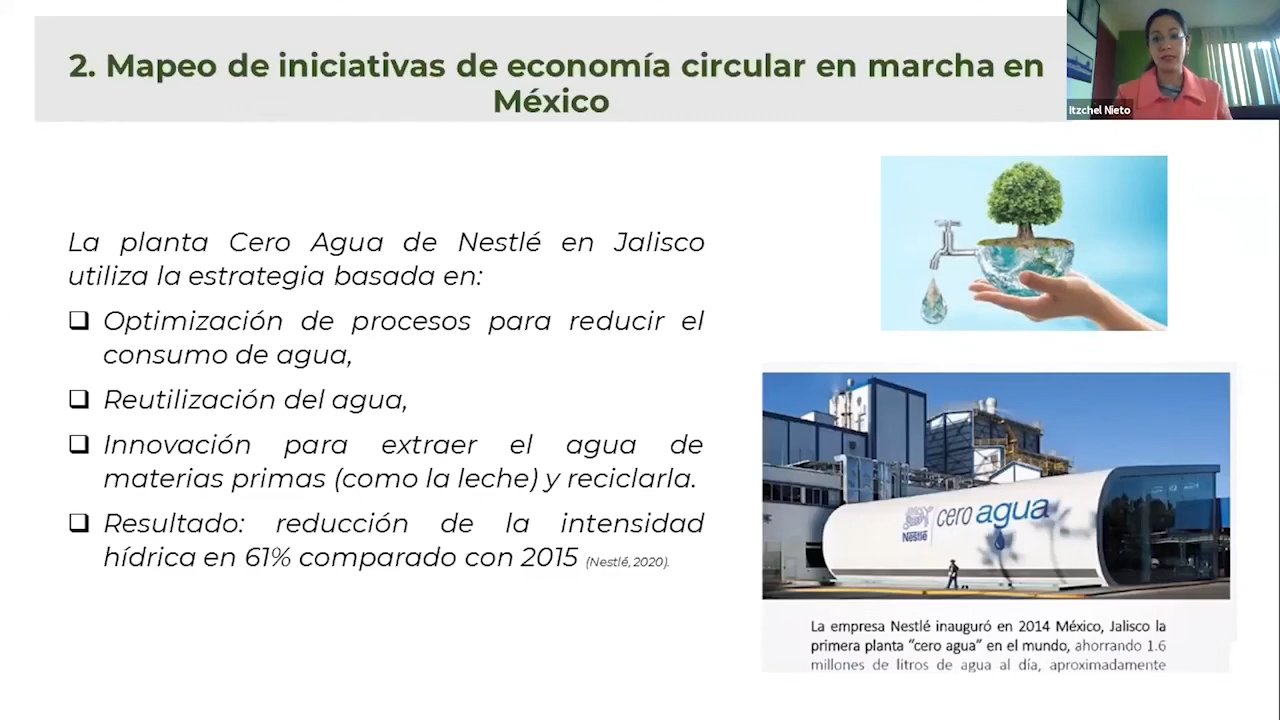 2. Mapeo de iniciativas de economía circular en marcha en
México
Itzchel Nieto
La planta Cero Agua de Nestlé en Jalisco
utiliza la estrategia basada en:
❑ Optimización de procesos para reducir el
consumo de agua,
❑ Reutilización del agua,
❑ Innovación para extraer el agua de
materias primas (como la leche) y reciclarla.
❑ Resultado: reducción de la intensidad
hídrica en 61% comparado con 2015 (Nestlé, 2020).
Nestlé
cero agua
La empresa Nestlé inauguró en 2014 México, Jalisco la
primera planta “cero agua” en el mundo, ahorrando 1.6
millones de litros de agua al día, aproximadamente